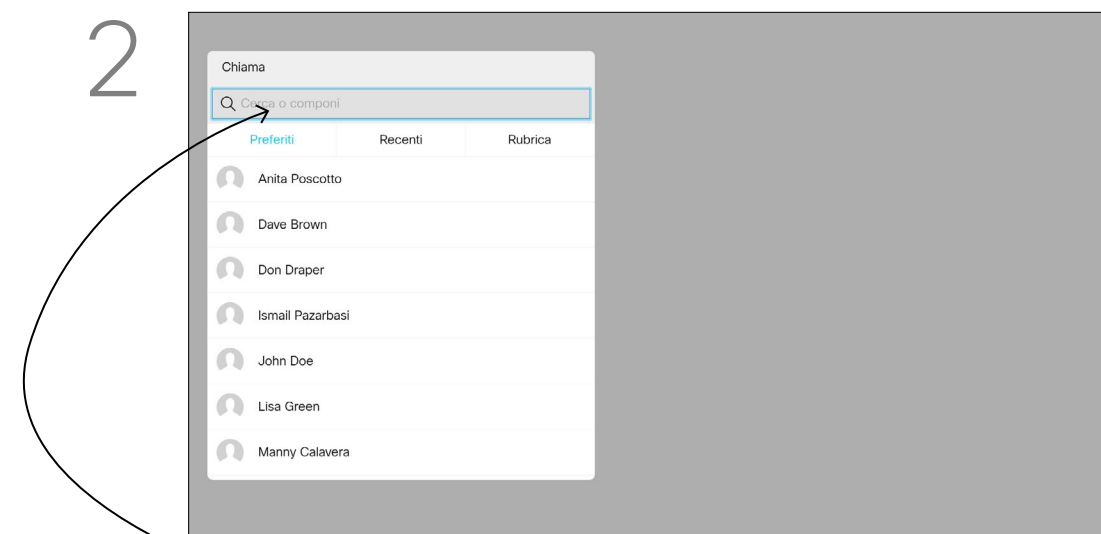 2
Chiama
Cerca o componi
Preferiti Recenti Rubrica
Anita Poscotto
Dave Brown
Don Draper
Ismail Pazarbasi
John Doe
Lisa Green
Manny Calavera